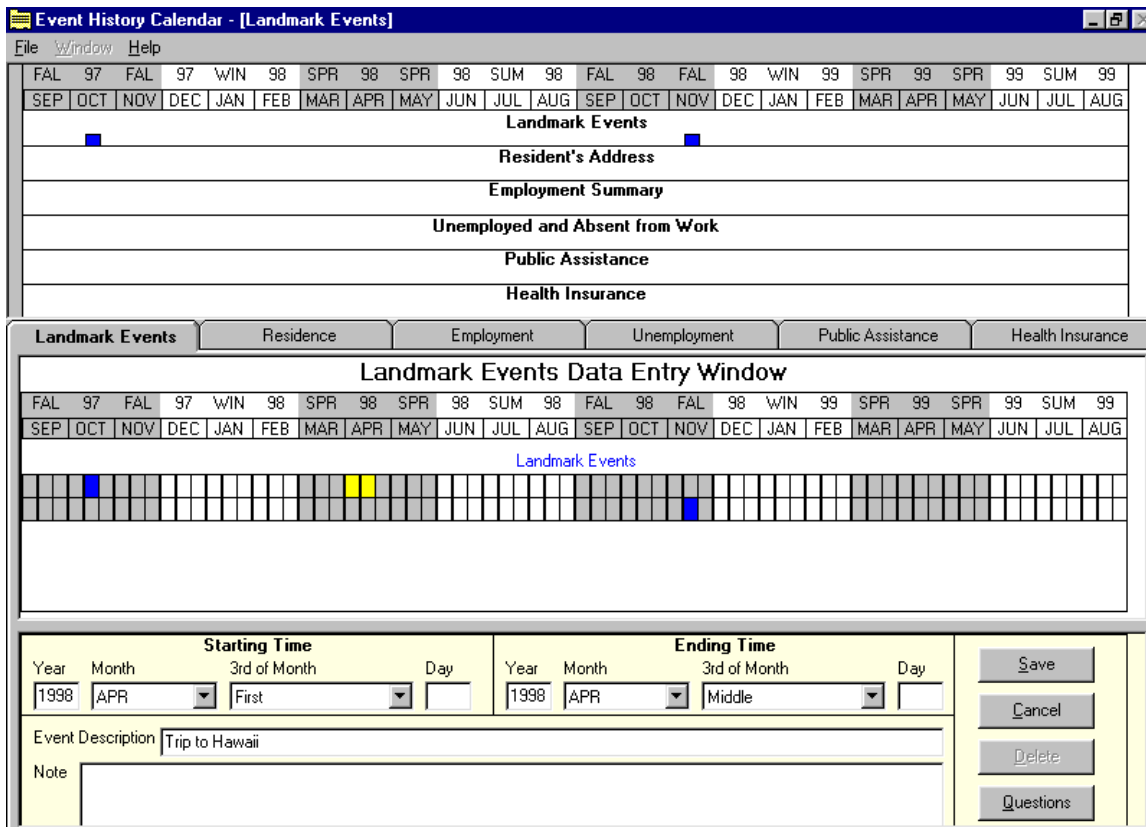 Event History Calendar - [Landmark Events]
File Window Help
FAL 97 FAL 97 WIN 98 SPR 98 SPR 98 SUM 98 FAL 98 FAL 98 WIN 99 SPR 99 SPR 99 SUM 99
SEP OCT NOV DEC JAN FEB MAR APR MAY JUN JUL AUG SEP OCT NOV DEC JAN FEB MAR APR MAY JUN JUL AUG
Landmark Events
Resident's Address
Employment Summary
Unemployed and Absent from Work
Public Assistance
Health Insurance
Landmark Events Residence Employment Unemployment Public Assistance Health Insurance
Landmark Events Data Entry Window
FAL 97 FAL 97 WIN 98 SPR 98 SPR 98 SUM 98 FAL 98 FAL 98 WIN 99 SPR 99 SPR 99 SUM 99
SEP OCT NOV DEC JAN FEB MAR APR MAY JUN JUL AUG SEP OCT NOV DEC JAN FEB MAR APR MAY JUN JUL AUG
Landmark Events
Starting Time Ending Time
Year Month 3rd of Month Day Year Month 3rd of Month Day Save
1998 APR First 1998 APR Middle
Cancel
Event Description Trip to Hawaii
Delete
Note
Questions